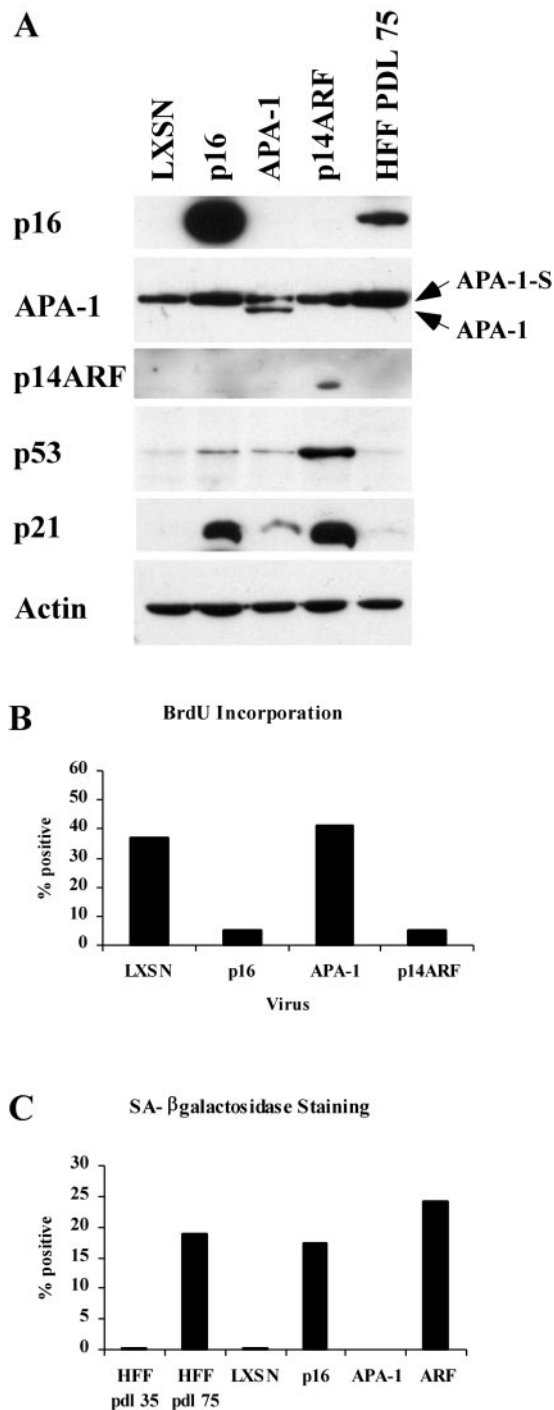 A
LXSN
p16
APA-1
p14ARF
HFF PDL 75
p16
APA-1
APA-1-S
APA-1
p14ARF
p53
p21
Actin
B
BrdU Incorporation
% positive
60
50
40
30
20
10
0
LXSN p16 APA-1 p14ARF
Virus
C
SA- βgalactosidase Staining
% positive
30
25
20
15
10
5
0
HFF HFF LXSN p16 APA-1 ARF
pdl 35 pdl 75